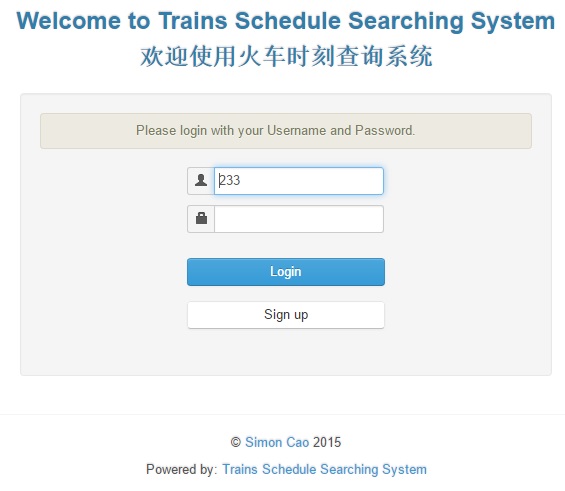 Welcome to Trains Schedule Searching System
欢迎使用火车时刻查询系统
Please login with your Username and Password.
233
Login
Sign up
© Simon Cao 2015
Powered by: Trains Schedule Searching System